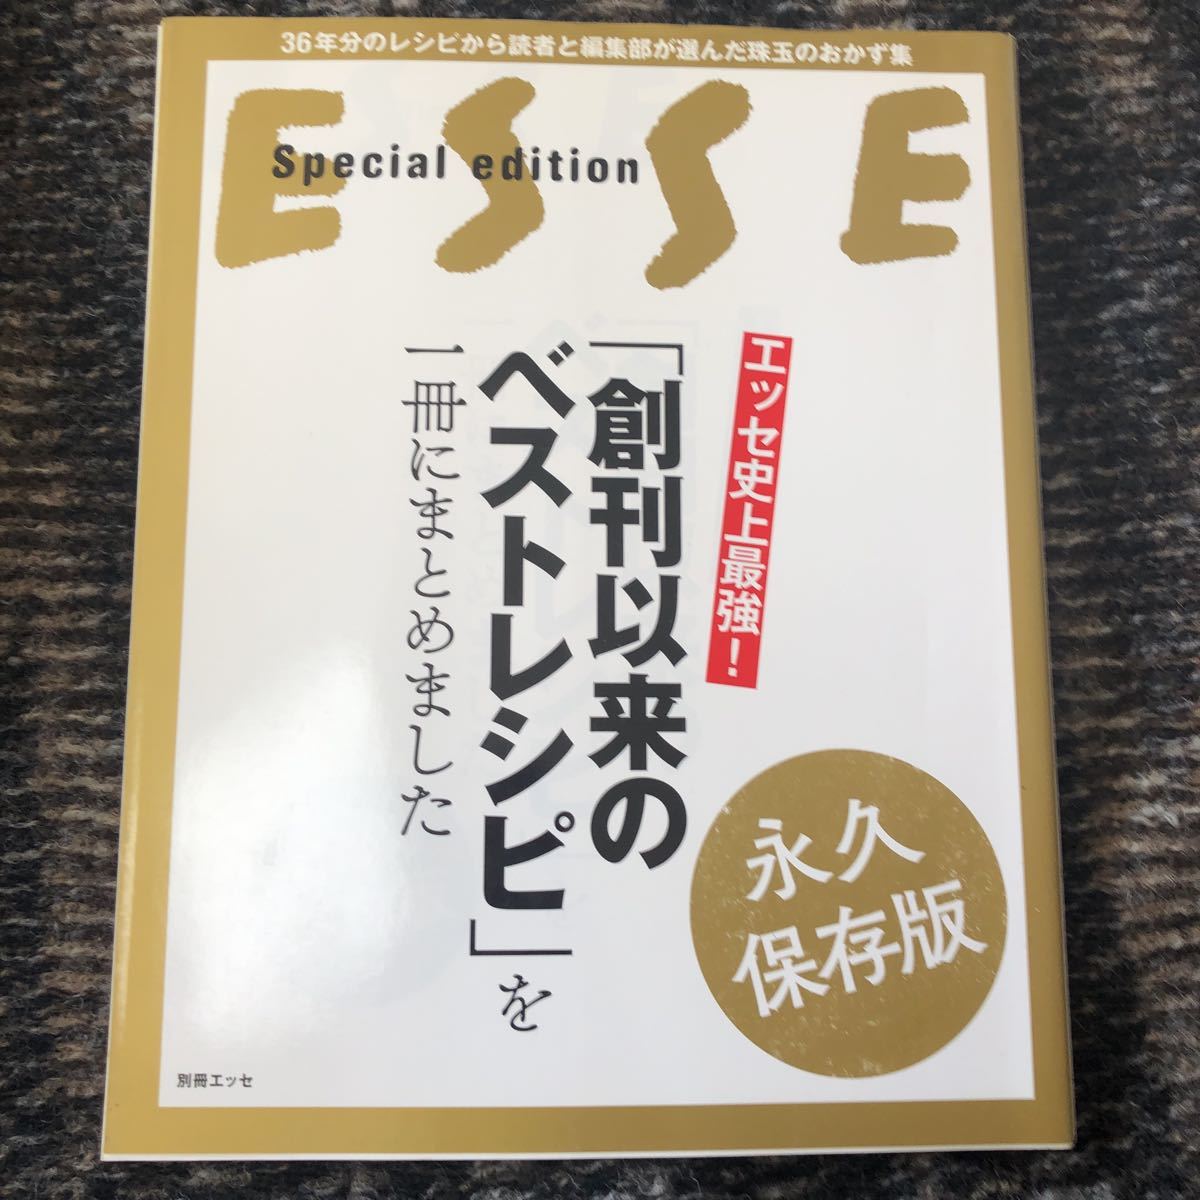 36年分のレシピから読者と編集部が選んだ珠玉のおかず集
ESSE
Special edition
エッセ史上最強!
「創刊以来の
ベストレシピ」を
一冊にまとめました
永久
保存版
別冊エッセ